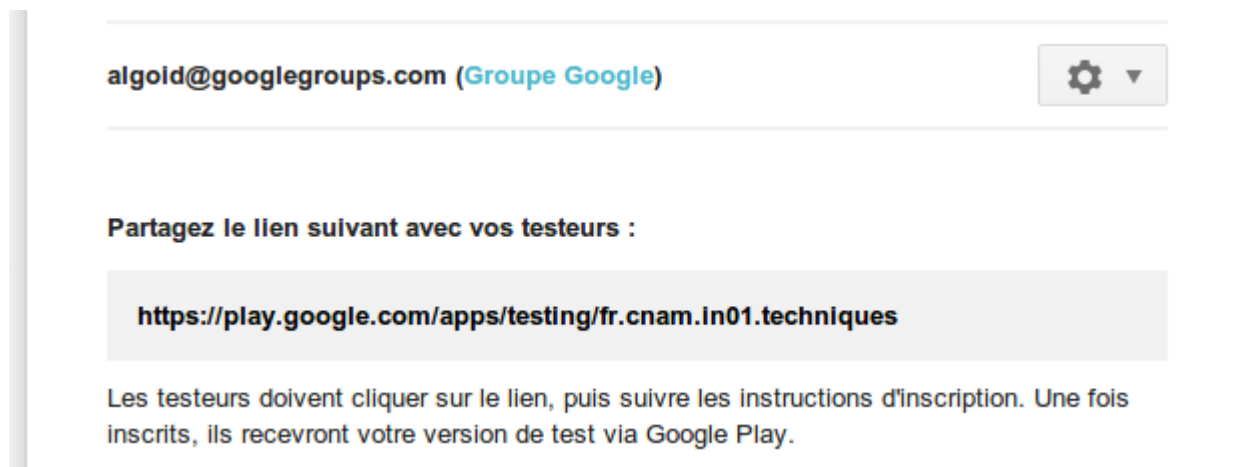 algoid@googlegroups.com (Groupe Google)
Partagez le lien suivant avec vos testeurs :
https://play.google.com/apps/testing/fr.cnam.in01.techniques
Les testeurs doivent cliquer sur le lien, puis suivre les instructions d'inscription. Une fois
inscrits, ils recevront votre version de test via Google Play.